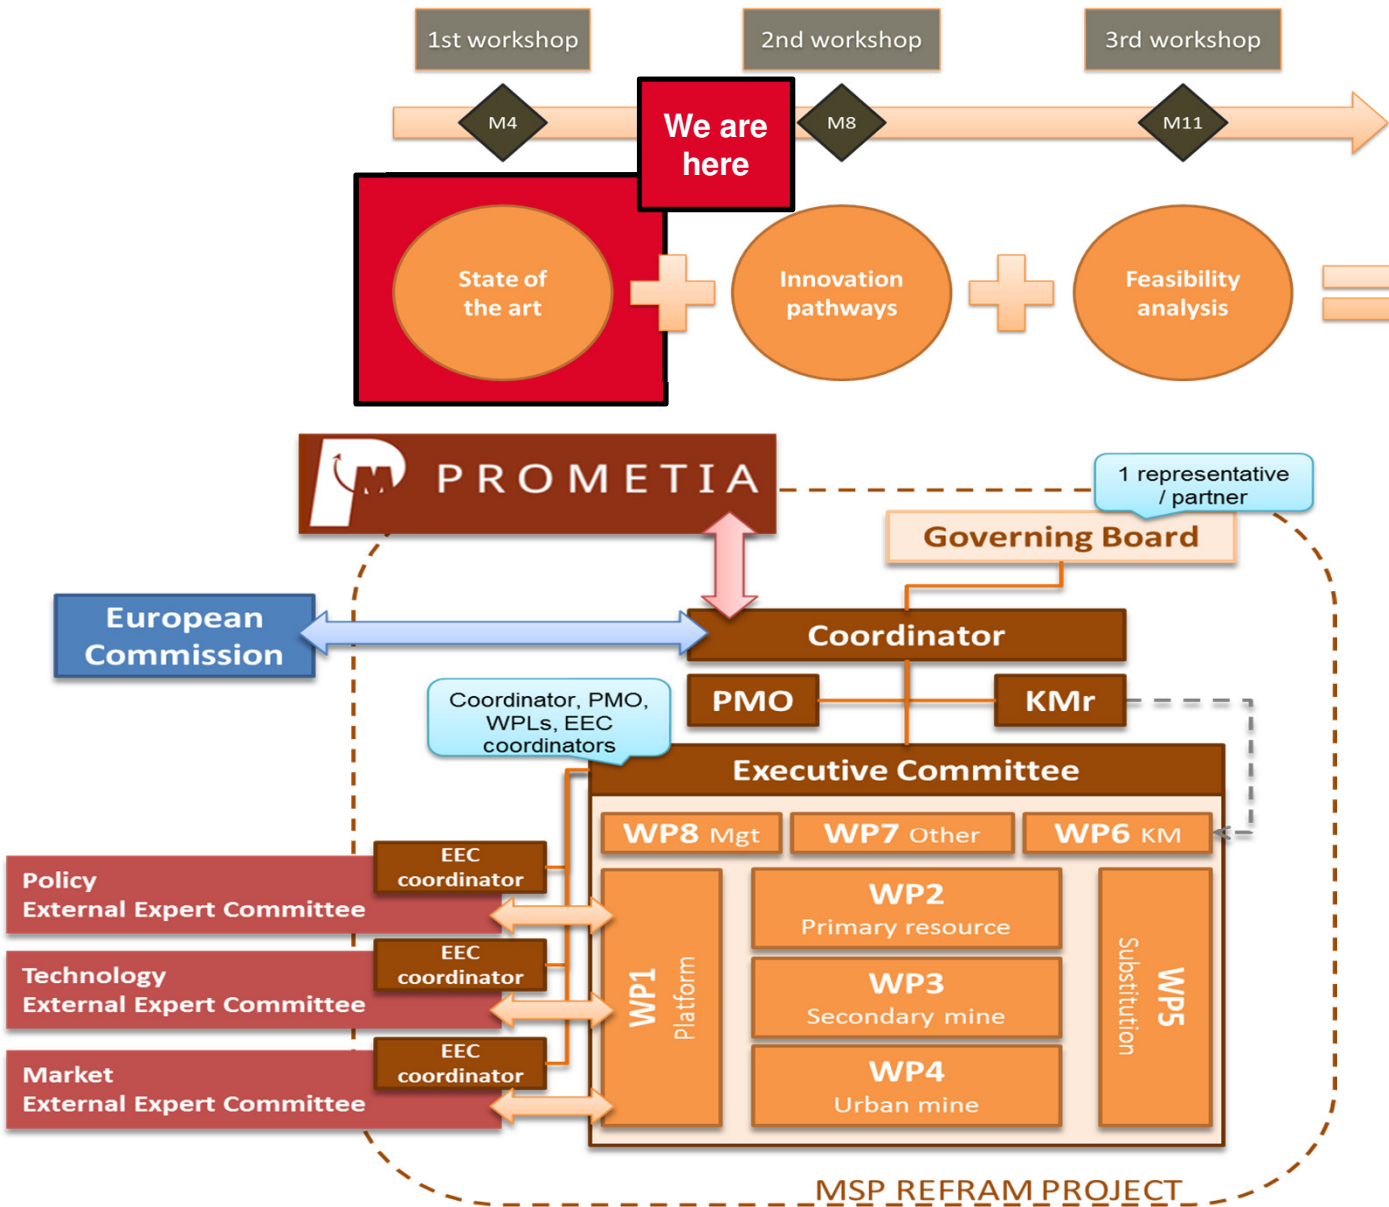 1st workshop
2nd workshop
3rd workshop
M4
We are
here
M8
M11
State of
the art
Innovation
pathways
Feasibility
analysis
PM PROMETIA
1 representative
/ partner
Governing Board
European
Commission
Coordinator
PMO
KMr
Coordinator, PMO,
WPLs, EEC
coordinators
Executive Committee
WP8 Mgt
WP7 Other
WP6 KM
EEC
coordinator
Policy
External Expert Committee
EEC
coordinator
Technology
External Expert Committee
EEC
coordinator
Market
External Expert Committee
WP1
Platform
WP2
Primary resource
WP3
Secondary mine
WP4
Urban mine
WP5
Substitution
MSP REFRAM PROJECT